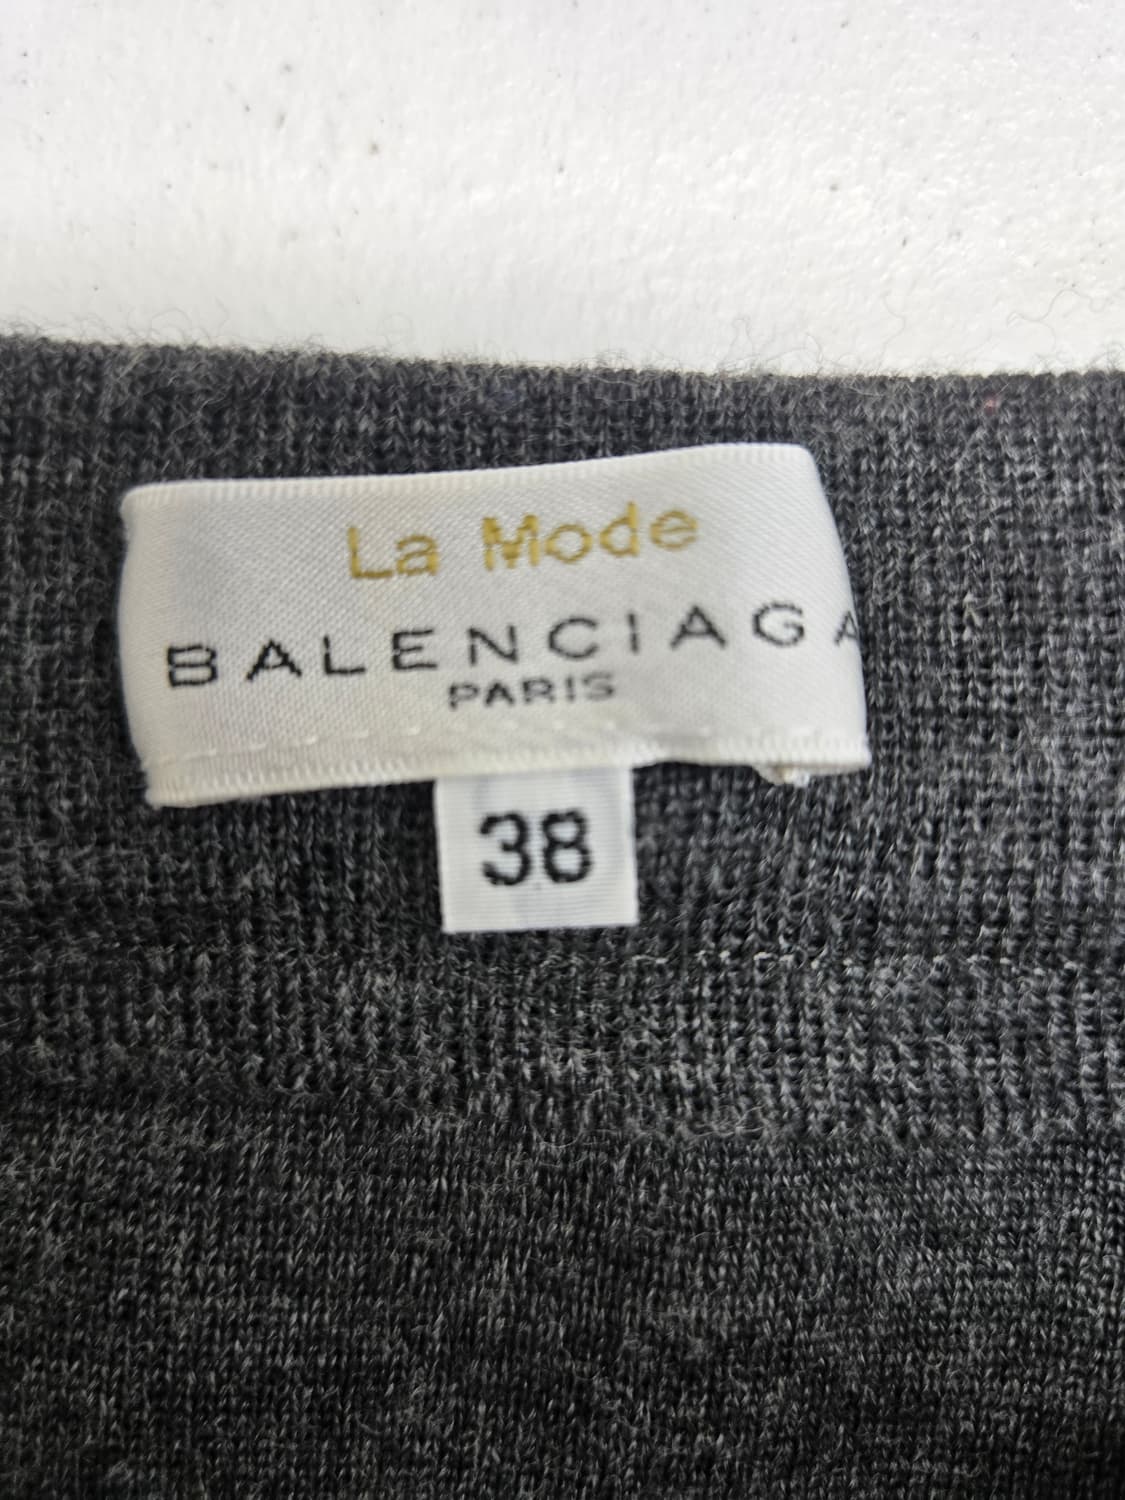 La Mode
BALENCIAGA
PARIS
38